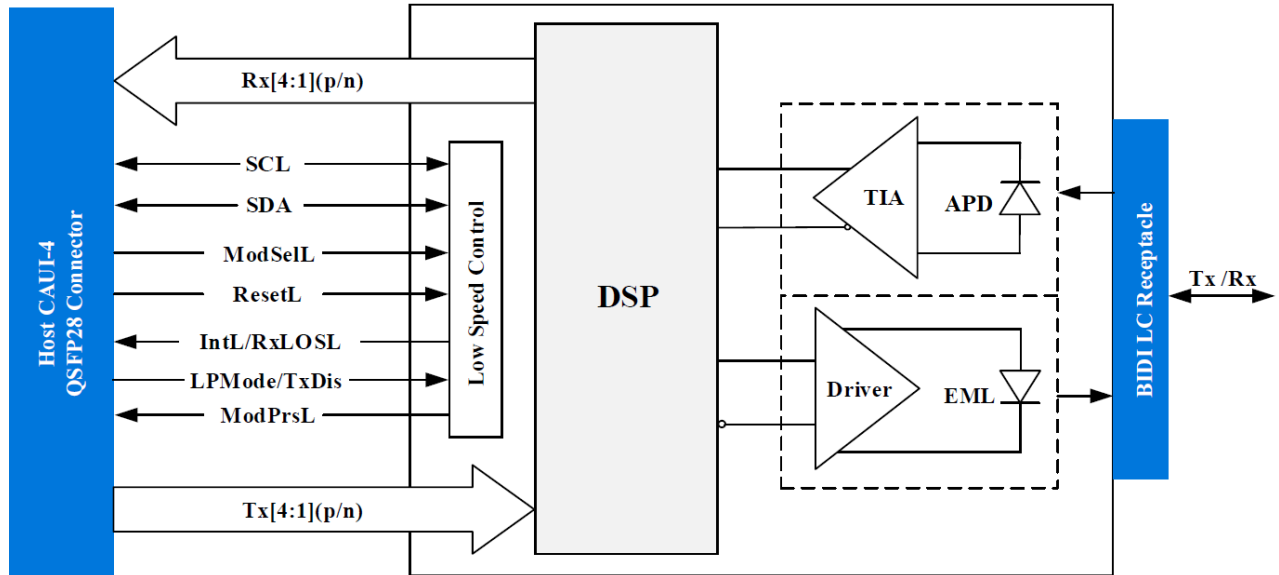 Host CAUI-4
QSFP28 Connector
Rx[4:1](p/n)
SCL
SDA
ModSelL
ResetL
IntL/RxLOSL
LPMode/TxDis
ModPrsL
Tx[4:1](p/n)
Low Speed Control
DSP
TIA
APD
Driver
EML
BIDI LC Receptacle
Tx /Rx